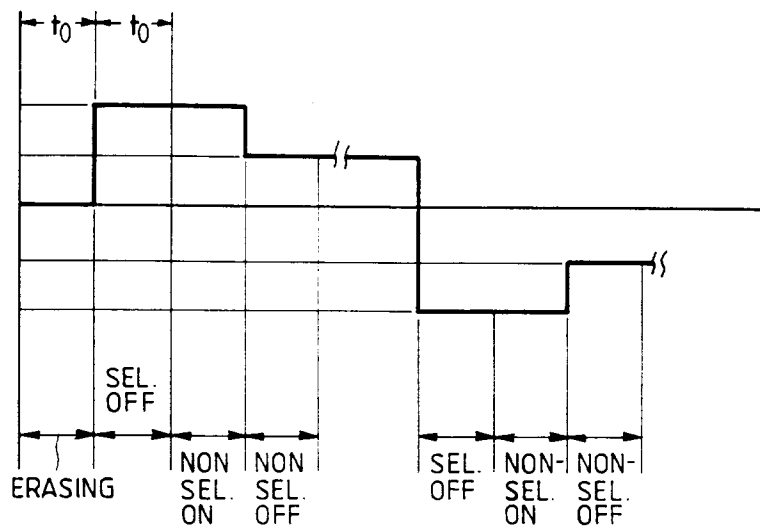 t0 t0
SEL.
OFF
ERASING
NON
SEL.
ON
NON
SEL.
OFF
SEL.
OFF
NON-
SEL.
ON
NON-
SEL.
OFF